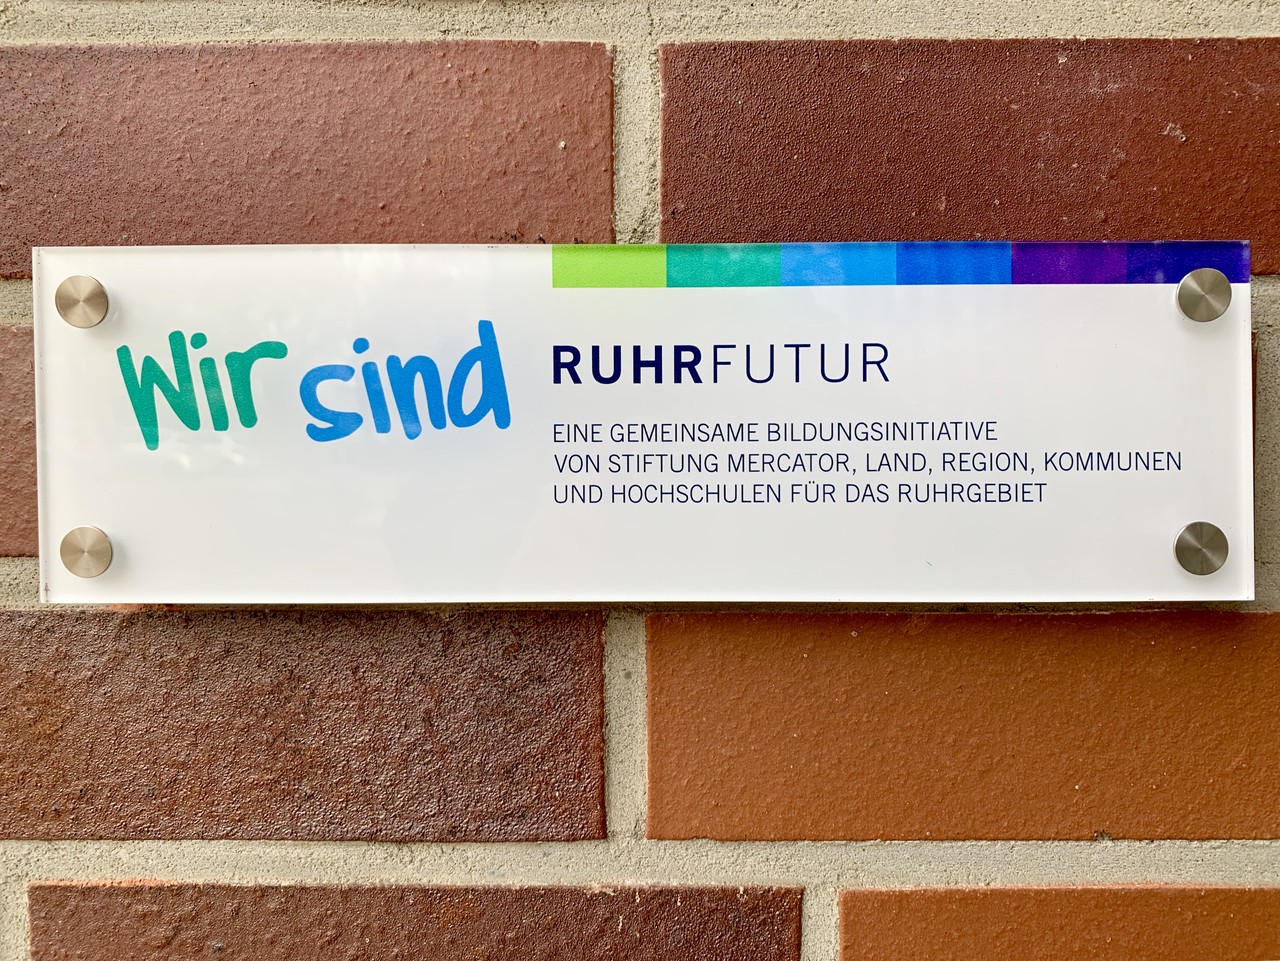 Wir sind
RUHRFUTUR
EINE GEMEINSAME BILDUNGSINITIATIVE
VON STIFTUNG MERCATOR, LAND, REGION, KOMMUNEN
UND HOCHSCHULEN FÜR DAS RUHRGEBIET